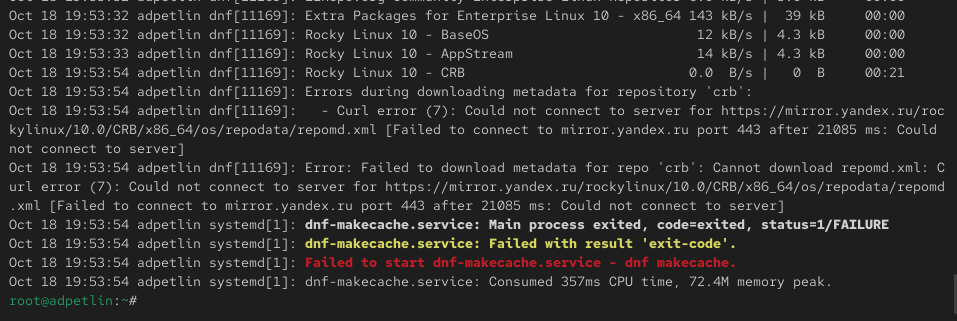 Oct 18 19:53:32 adpetlin dnf[11169]: Extra Packages for Enterprise Linux 10 - x86_64 143 kB/s |  39 kB     00:00
Oct 18 19:53:32 adpetlin dnf[11169]: Rocky Linux 10 - BaseOS                          12 kB/s | 4.3 kB     00:00
Oct 18 19:53:33 adpetlin dnf[11169]: Rocky Linux 10 - AppStream                       14 kB/s | 4.3 kB     00:00
Oct 18 19:53:54 adpetlin dnf[11169]: Rocky Linux 10 - CRB                            0.0  B/s |   0  B     00:21
Oct 18 19:53:54 adpetlin dnf[11169]: Errors during downloading metadata for repository 'crb':
Oct 18 19:53:54 adpetlin dnf[11169]:   - Curl error (7): Could not connect to server for https://mirror.yandex.ru/roc
kylinux/10.0/CRB/x86_64/os/repodata/repomd.xml [Failed to connect to mirror.yandex.ru port 443 after 21085 ms: Could
not connect to server]
Oct 18 19:53:54 adpetlin dnf[11169]: Error: Failed to download metadata for repo 'crb': Cannot download repomd.xml: C
url error (7): Could not connect to server for https://mirror.yandex.ru/rockylinux/10.0/CRB/x86_64/os/repodata/repomd
.xml [Failed to connect to mirror.yandex.ru port 443 after 21085 ms: Could not connect to server]
Oct 18 19:53:54 adpetlin systemd[1]: dnf-makecache.service: Main process exited, code=exited, status=1/FAILURE
Oct 18 19:53:54 adpetlin systemd[1]: dnf-makecache.service: Failed with result 'exit-code'.
Oct 18 19:53:54 adpetlin systemd[1]: Failed to start dnf-makecache.service - dnf makecache.
Oct 18 19:53:54 adpetlin systemd[1]: dnf-makecache.service: Consumed 357ms CPU time, 72.4M memory peak.
root@adpetlin:~#